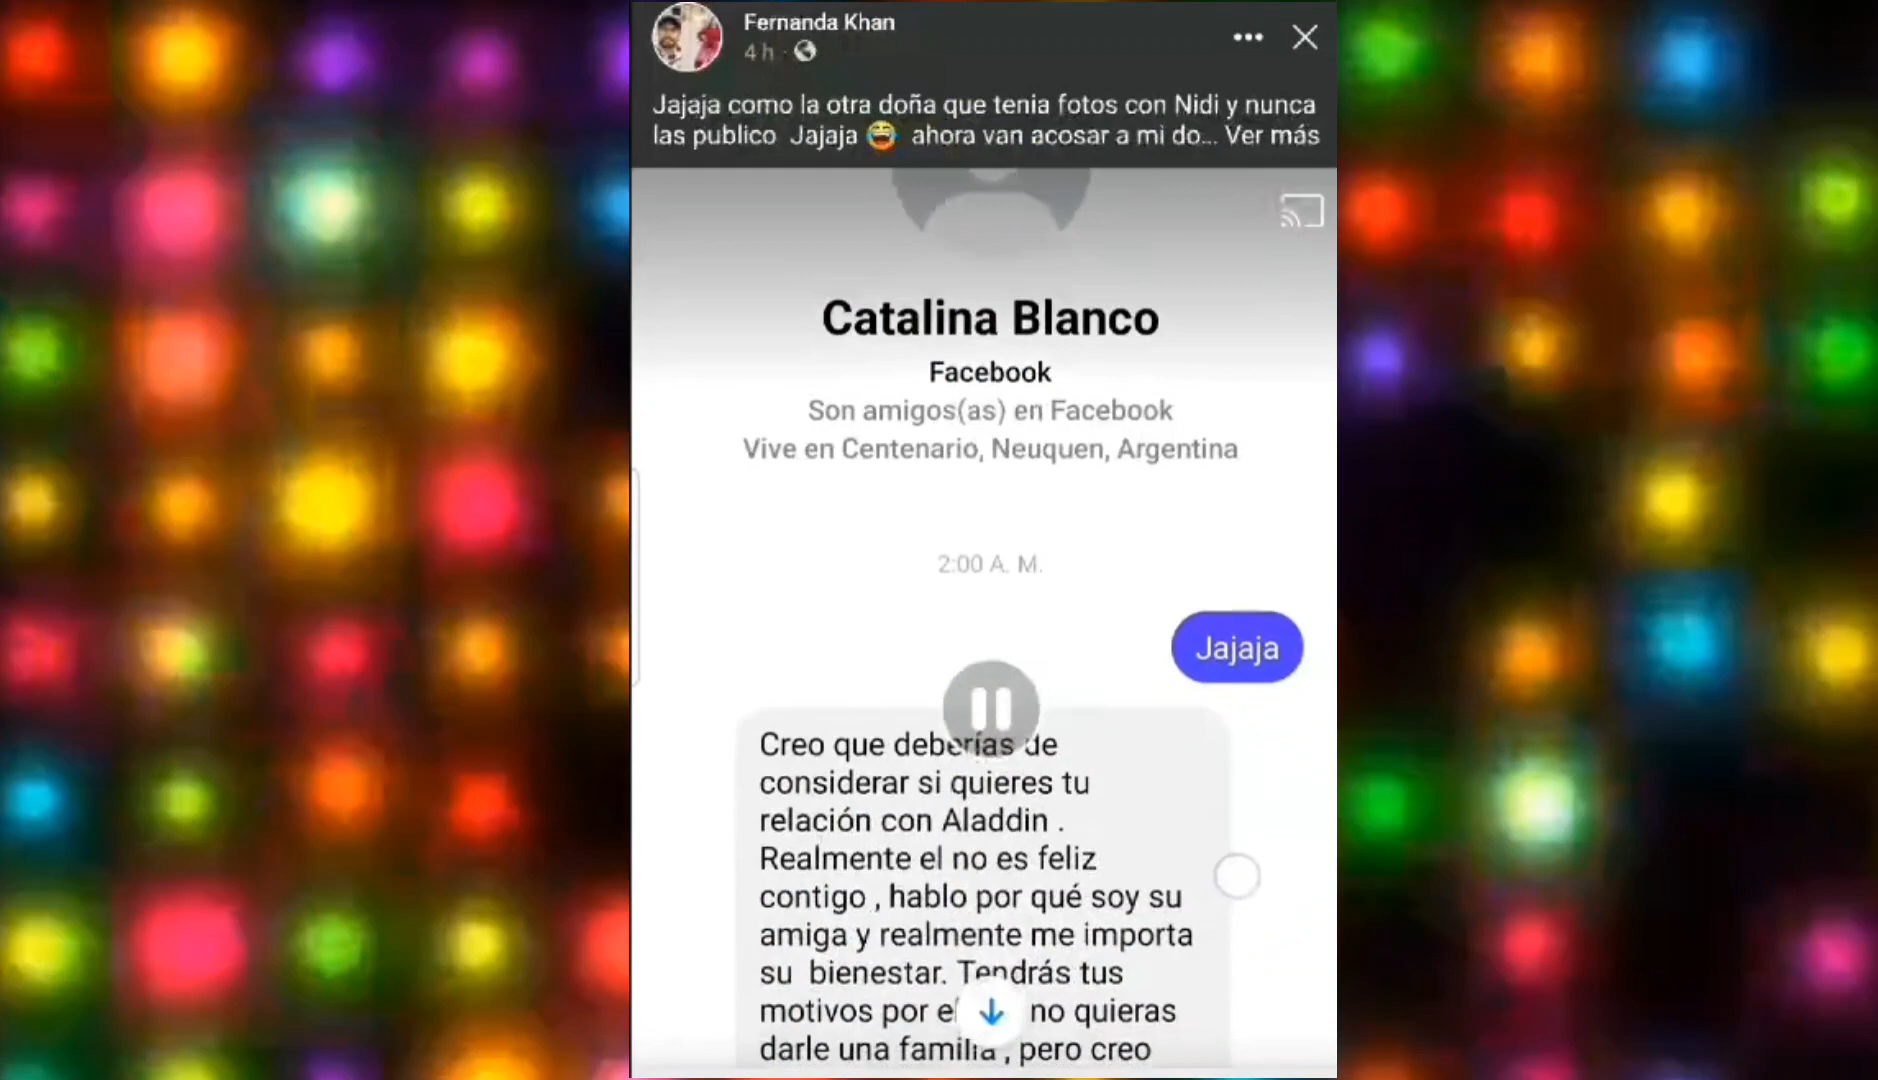 Fernanda Khan
4 h ·
Jajaja como la otra doña que tenia fotos con Nidi y nunca
las publico Jajaja 😂 ahora van acosar a mi do... Ver más
Catalina Blanco
Facebook
Son amigos(as) en Facebook
Vive en Centenario, Neuquen, Argentina
2:00 A. M.
Jajaja
Creo que deberías de
considerar si quieres tu
relación con Aladdin .
Realmente el no es feliz
contigo , hablo por qué soy su
amiga y realmente me importa
su bienestar. Tendrás tus
motivos por el no quieras
darle una familia , pero creo